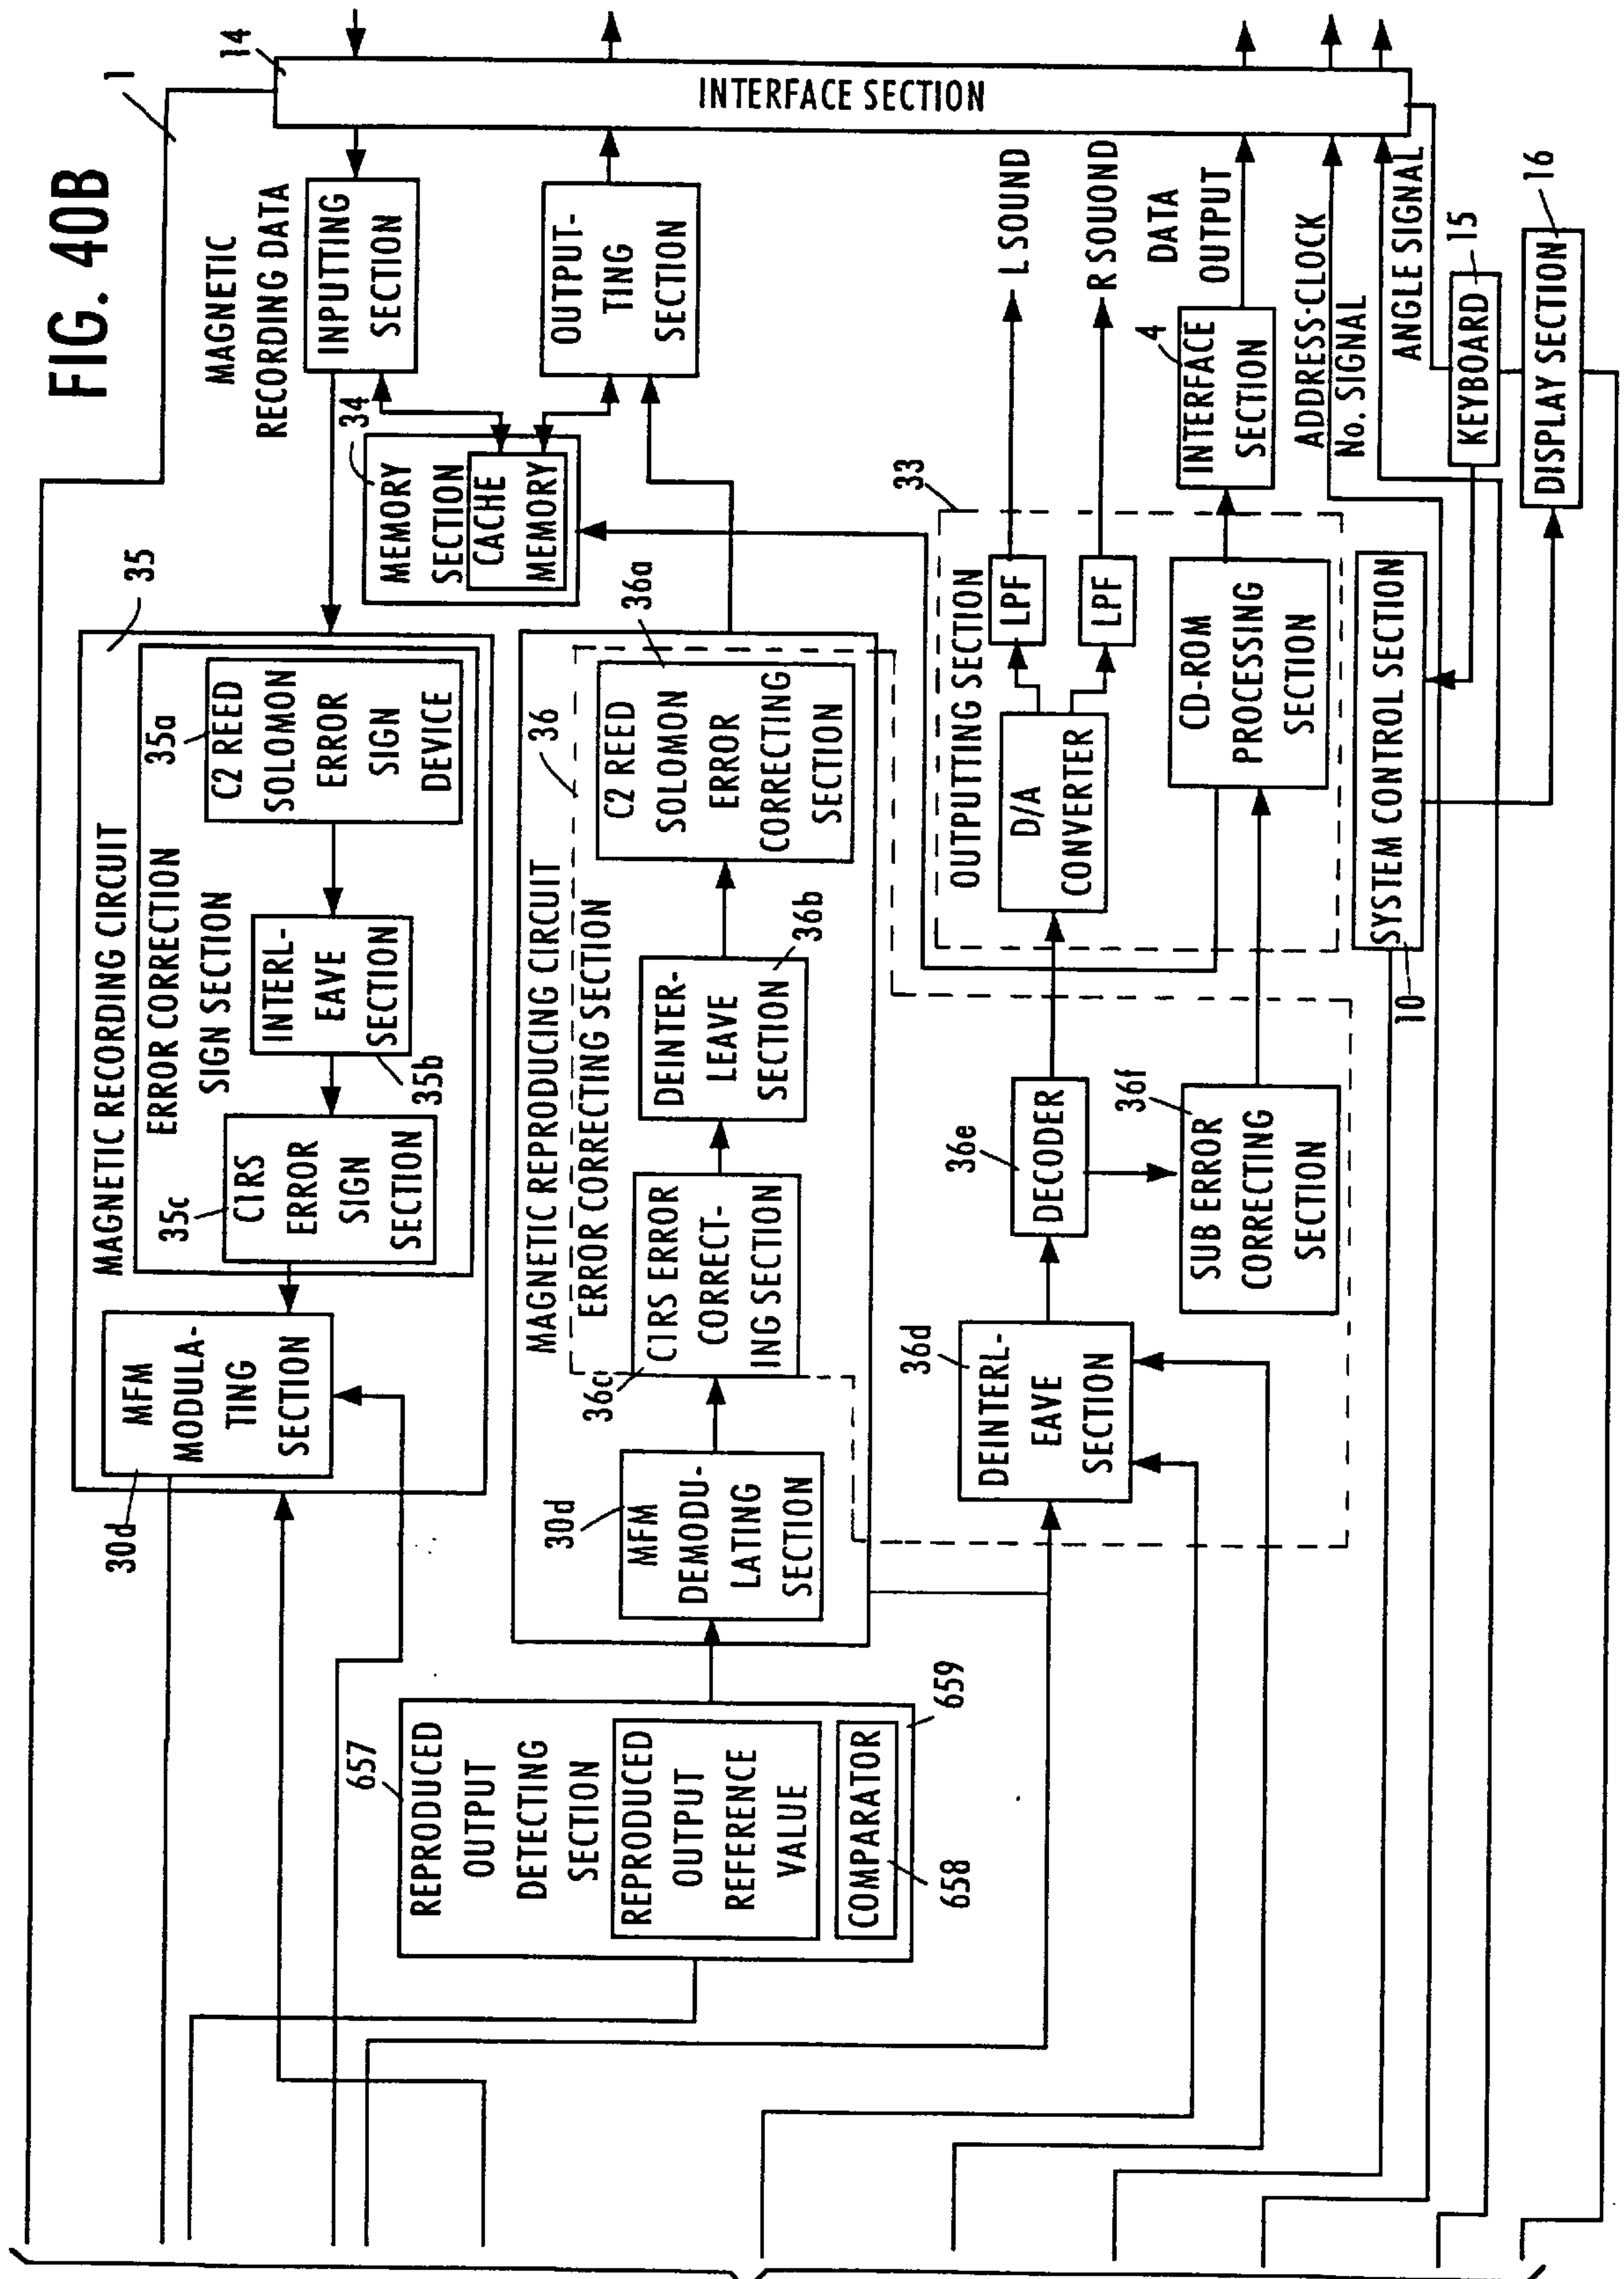 FIG. 40B
1
14
INTERFACE SECTION
MAGNETIC
RECORDING DATA
INPUTTING
SECTION
OUTPUT-
TING
SECTION
34
MEMORY
SECTION
CACHE
MEMORY
35
MAGNETIC RECORDING CIRCUIT
ERROR CORRECTION
SIGN SECTION
35a
C2 REED
SOLOMON
ERROR
SIGN
DEVICE
INTERL-
EAVE
SECTION
35b
35c
C1RS
ERROR
SIGN
SECTION
MFM
MODULA-
TING
SECTION
30d
36
MAGNETIC REPRODUCING CIRCUIT
ERROR CORRECTING SECTION
36a
C2 REED
SOLOMON
ERROR
CORRECTING
SECTION
36b
DEINTER-
LEAVE
SECTION
36c
C1RS ERROR
CORRECT-
ING SECTION
30d
MFM
DEMODU-
LATING
SECTION
657
REPRODUCED
OUTPUT
DETECTING
SECTION
REPRODUCED
OUTPUT
REFERENCE
VALUE
COMPARATOR
658
659
36d
DEINTERL-
EAVE
SECTION
36e
DECODER
36f
SUB ERROR
CORRECTING
SECTION
33
OUTPUTTING SECTION
D/A
CONVERTER
LPF
LPF
L SOUND
R SOUOND
CD-ROM
PROCESSING
SECTION
4
INTERFACE
SECTION
DATA
OUTPUT
ADDRESS-CLOCK
No. SIGNAL
ANGLE SIGNAL
SYSTEM CONTROL SECTION
10
KEYBOARD
15
DISPLAY SECTION
16